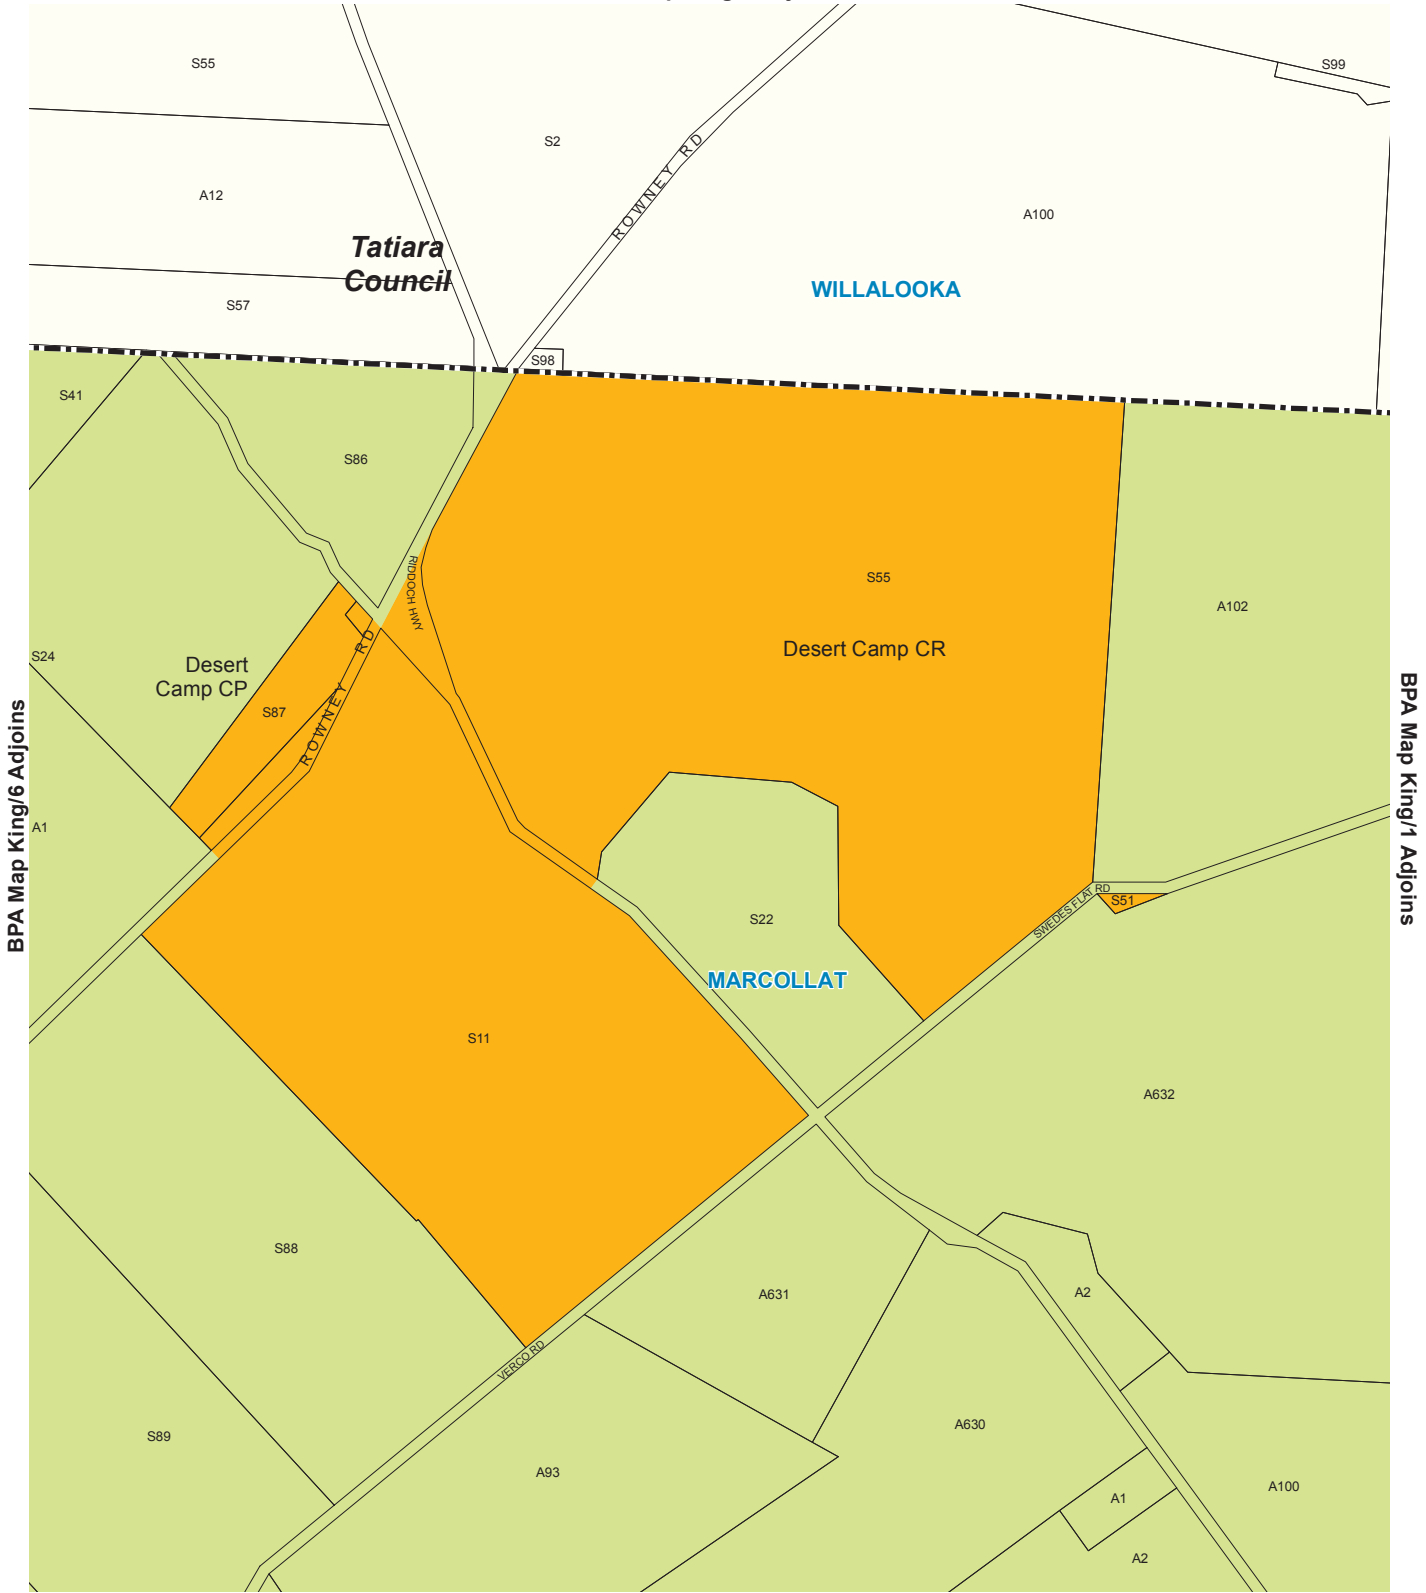 S55
S99
S2
A12
ROWNEY RD
A100
Tatiara
Council
WILLALOOKA
S57
S98
S41
S86
RIDDOCH HWY
S55
A102
Desert Camp CR
S24
Desert
Camp CP
ROWNEY RD
S87
BPA Map King/6 Adjoins
BPA Map King/1 Adjoins
A1
SWEDES FLAT RD
S51
S22
MARCOLLAT
S11
A632
S88
A631
A2
VERCO RD
S89
A630
A93
A100
A1
A2